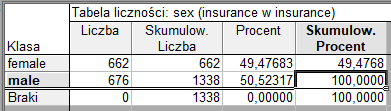 Tabela liczności: sex (insurance in insurance)
Klasa Liczba Skumulow. Liczba Procent Skumulow. Procent
female 662 662 49,47683 49,4768
male 676 1338 50,52317 100,0000
Braki 0 1338 0,00000 100,0000